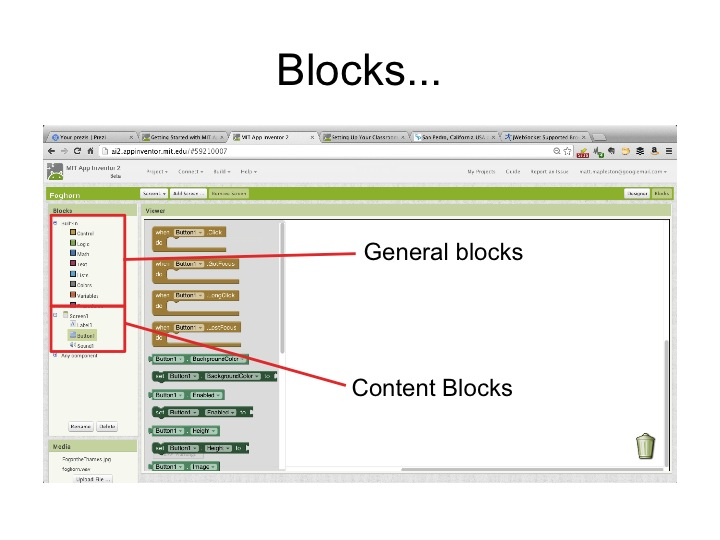 Blocks...
Your prezis | Prezi
Getting Started with MIT A
MIT App Inventor 2
Setting Up Your Classroom
San Pedro, California USA
jWebSocket Supported Bro
ai2.appinventor.mit.edu/#59210007
MIT App Inventor 2
Beta
Project Connect Build Help
My Projects Guide Report an Issue matt.mapleston@googlemail.com
Foghorn
Screen1 Add Screen ... Remove Screen
Designer Blocks
Blocks
Viewer
Built-in
Control
Logic
Math
Text
Lists
Colors
Variables
Screen1
Label1
Button1
Sound1
Any component
Rename Delete
Media
FogontheThames.jpg
foghorn.wav
Upload File ...
when Button1 .Click
do
when Button1 .GotFocus
do
when Button1 .LongClick
do
when Button1 .LostFocus
do
Button1 . BackgroundColor
set Button1 . BackgroundColor to
Button1 . Enabled
set Button1 . Enabled to
Button1 . Height
set Button1 . Height to
Button1 . Image
General blocks
Content Blocks